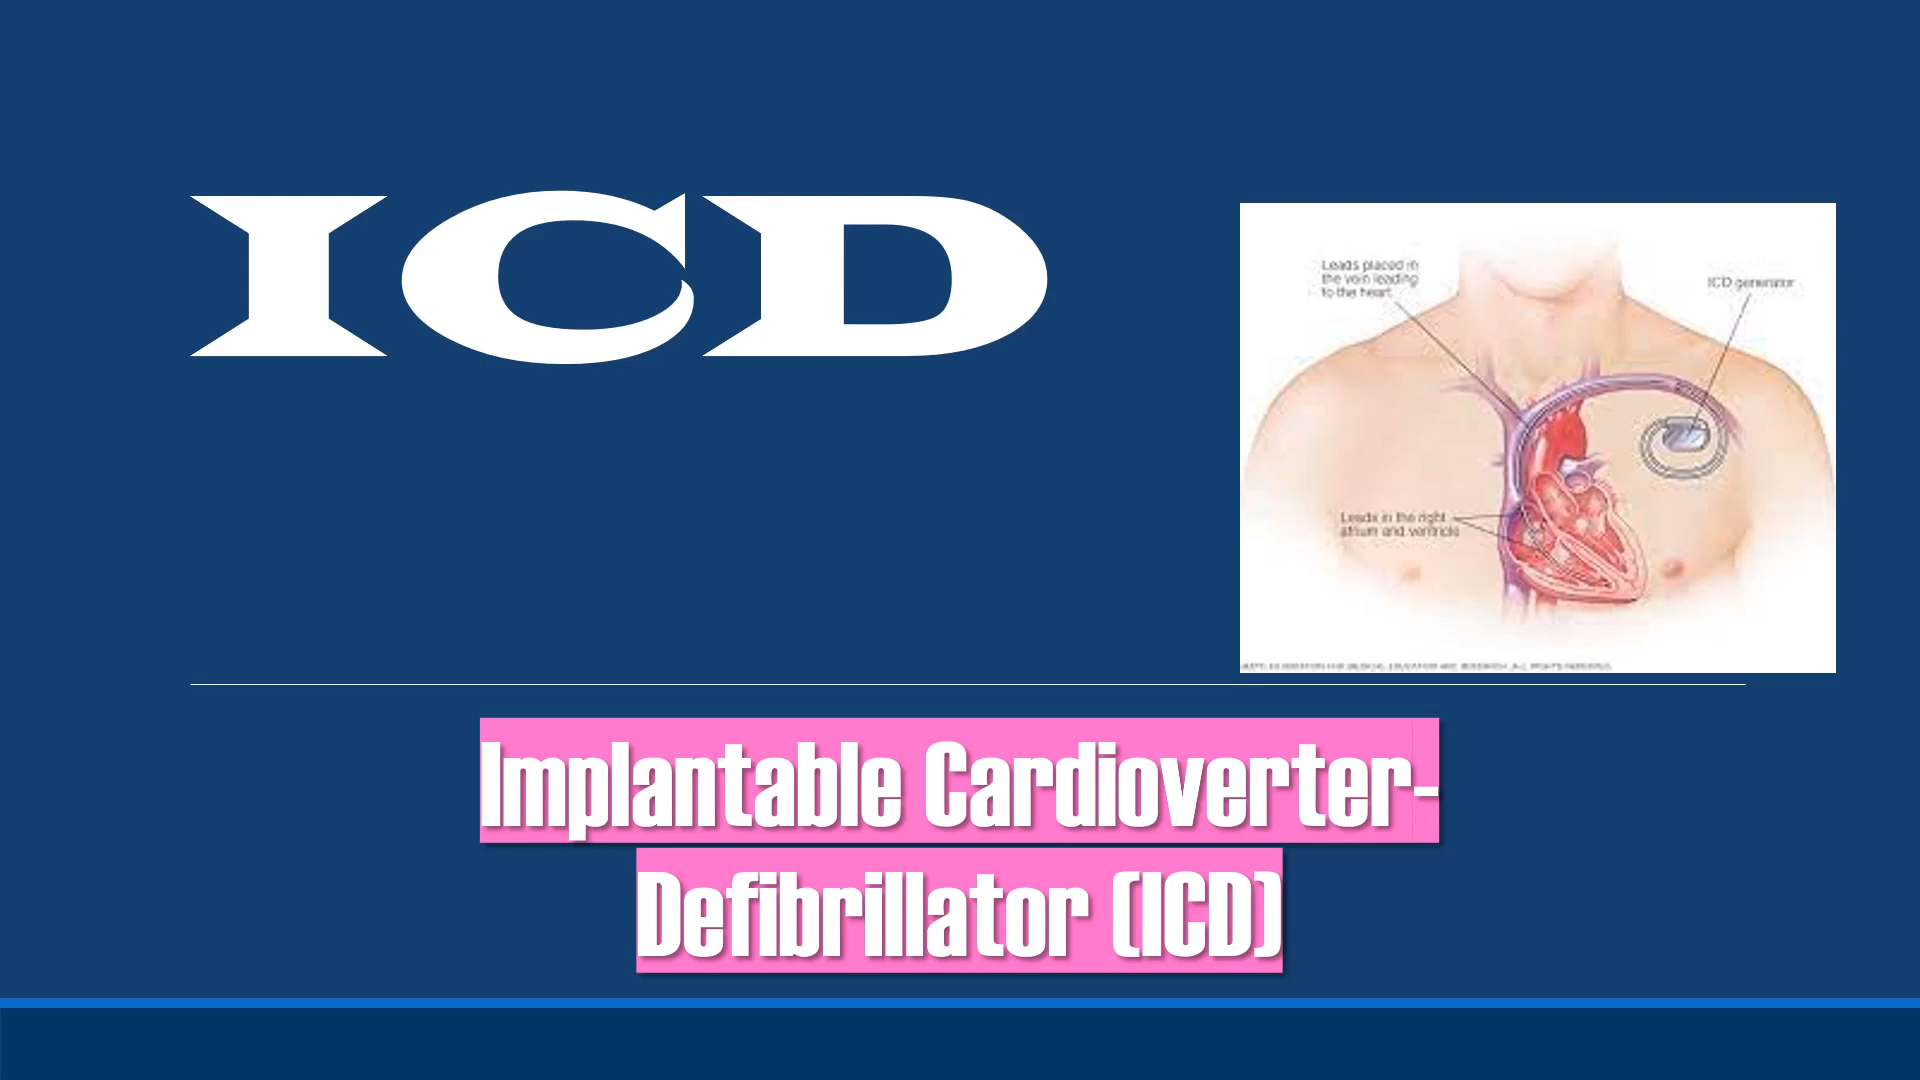 ICD
Leads placed in
the vein leading
to the heart
ICD generator
Leads in the right
atrium and ventricle
Implantable Cardioverter-
Defibrillator (ICD)